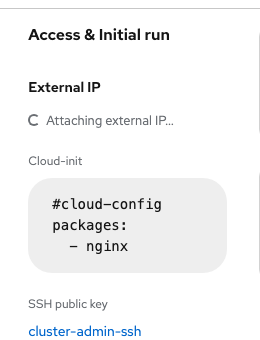 Access & Initial run
External IP
Attaching external IP...
Cloud-init
#cloud-config
packages:
  - nginx
SSH public key
cluster-admin-ssh